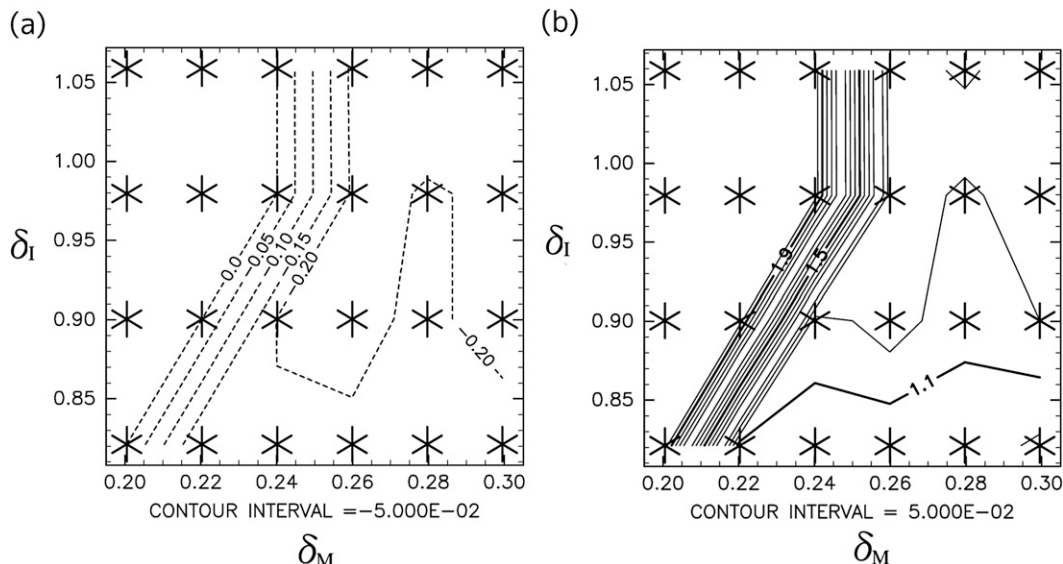 (a)
(b)
1.05
1.00
0.95
0.90
0.85
δI
0.0
-0.05
-0.10
-0.15
-0.20
-0.20
0.20 0.22 0.24 0.26 0.28 0.30
CONTOUR INTERVAL =-5.000E-02
δM
1.05
1.00
0.95
0.90
0.85
δI
1.9
1.5
1.1
0.20 0.22 0.24 0.26 0.28 0.30
CONTOUR INTERVAL = 5.000E-02
δM